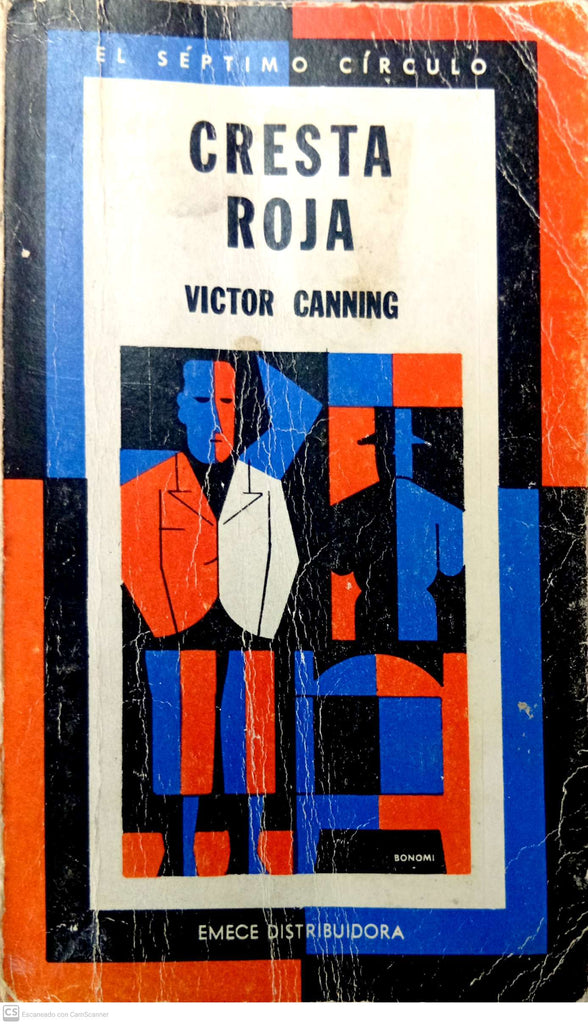 EL SÉPTIMO CÍRCULO
CRESTA
ROJA
VICTOR CANNING
BONOMI
EMECE DISTRIBUIDORA
CS Escaneado con CamScanner